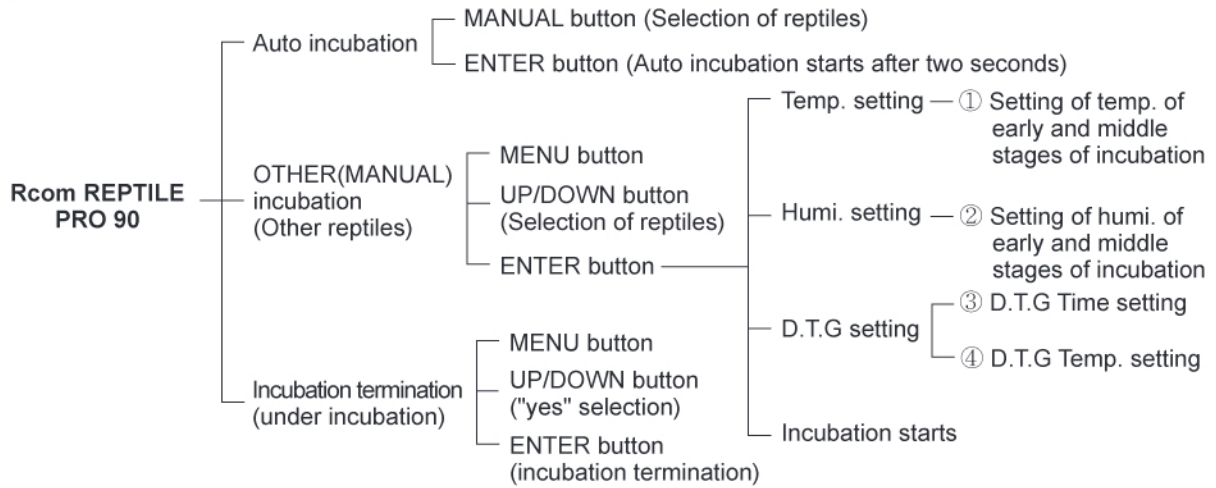 Rcom REPTILE
PRO 90
Auto incubation
MANUAL button (Selection of reptiles)
ENTER button (Auto incubation starts after two seconds)
OTHER(MANUAL)
incubation
(Other reptiles)
MENU button
UP/DOWN button
(Selection of reptiles)
ENTER button
Temp. setting
① Setting of temp. of
early and middle
stages of incubation
Humi. setting
② Setting of humi. of
early and middle
stages of incubation
D.T.G setting
③ D.T.G Time setting
④ D.T.G Temp. setting
Incubation starts
Incubation termination
(under incubation)
MENU button
UP/DOWN button
("yes" selection)
ENTER button
(incubation termination)